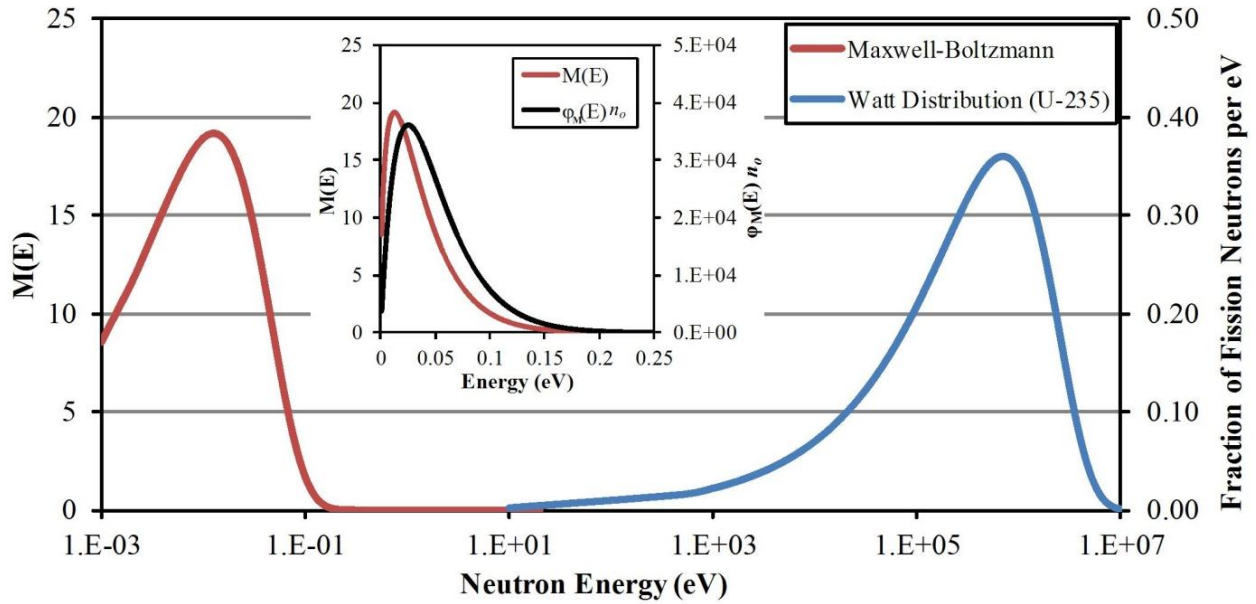 25
20
15
10
5
0
M(E)
1.E-03
1.E-01
1.E+01
1.E+03
1.E+05
1.E+07
Neutron Energy (eV)
0.50
0.40
0.30
0.20
0.10
0.00
Fraction of Fission Neutrons per eV
Maxwell-Boltzmann
Watt Distribution (U-235)
25
20
15
10
5
0
M(E)
0
0.05
0.1
0.15
0.2
0.25
Energy (eV)
5.E+04
4.E+04
3.E+04
2.E+04
1.E+04
0.E+00
φM(E) no
M(E)
φM(E) no